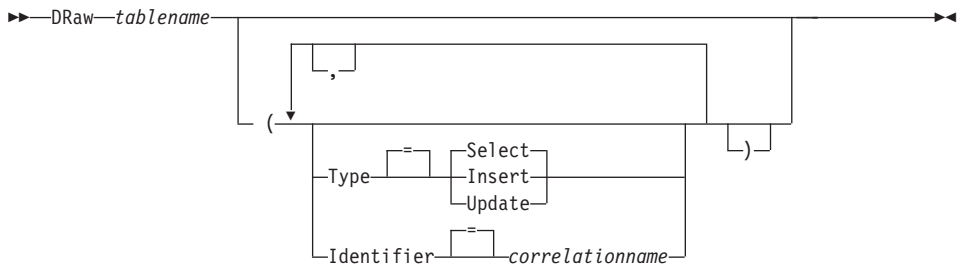 ►►—DRaw—tablename—►◄
,
(
)
= Select
Type Insert
Update
=
Identifier correlationname